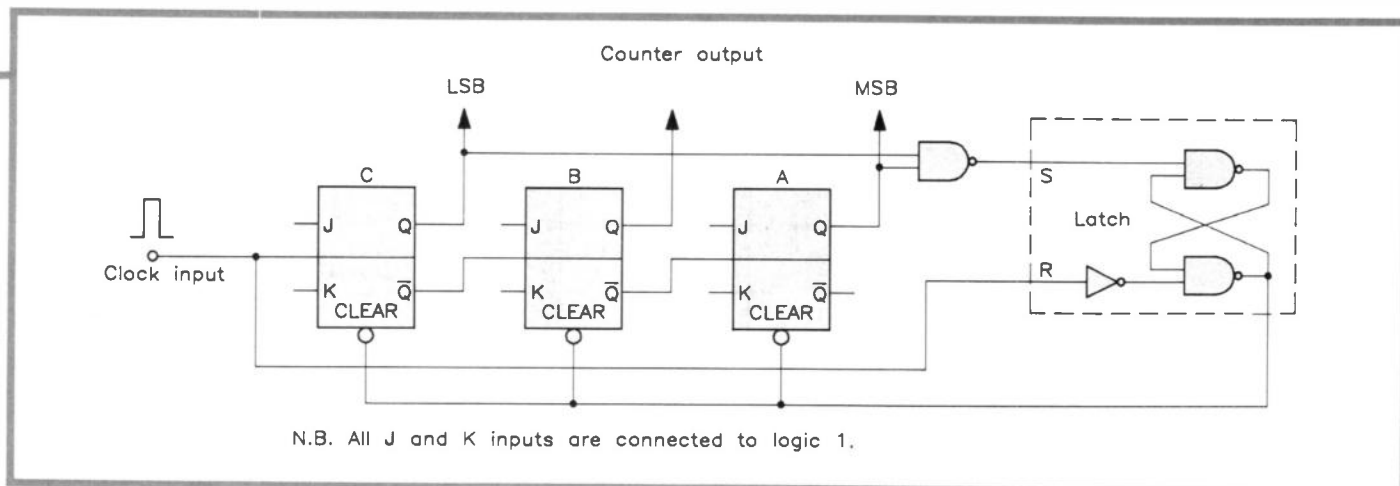 Counter output
LSB
MSB
C
B
A
S
J
Q
J
Q
J
Q
Latch
Clock input
R
K
Q̅
K
Q̅
K
Q̅
CLEAR
CLEAR
CLEAR
N.B. All J and K inputs are connected to logic 1.